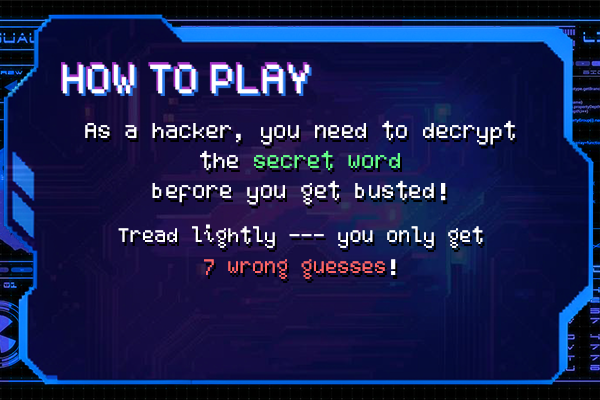 HOW TO PLAY
As a hacker, you need to decrypt
the secret word
before you get busted!
Tread lightly --- you only get
7 wrong guesses!